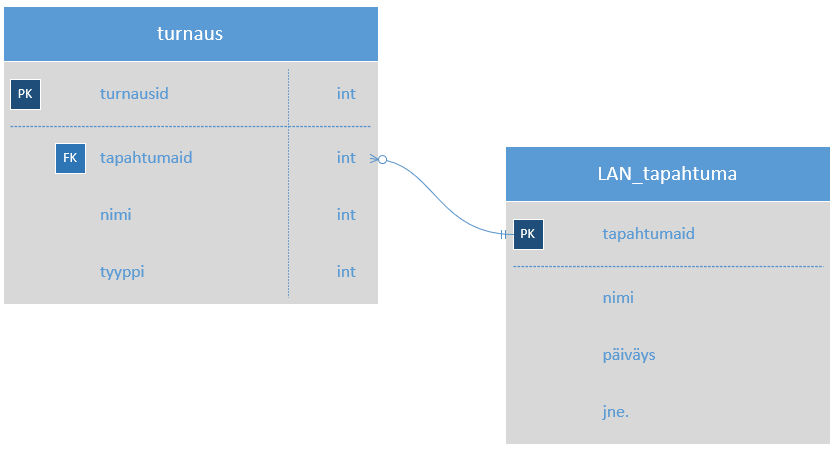 turnaus
PK turnausid int
FK tapahtumaid int
nimi int
tyyppi int
LAN_tapahtuma
PK tapahtumaid
nimi
päiväys
jne.